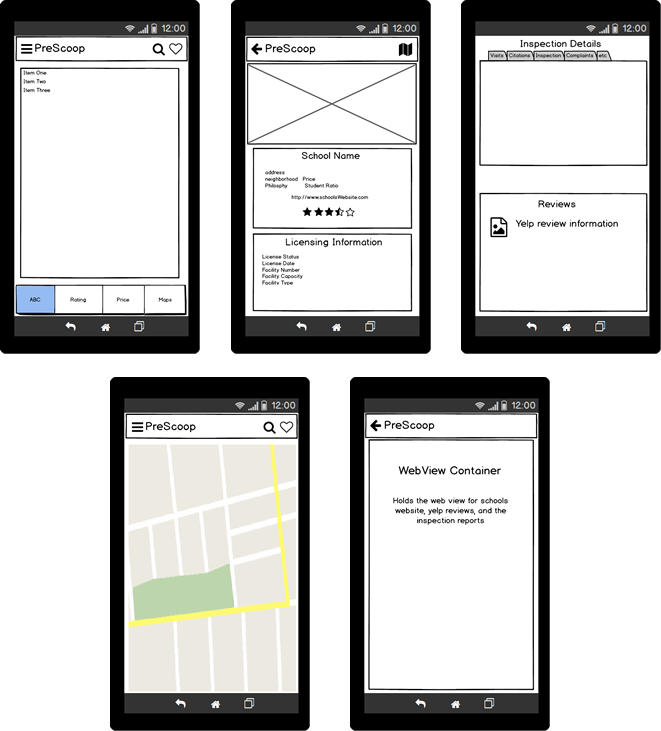 12:00
PreScoop
Item One
Item Two
Item Three
ABC Rating Price Maps
12:00
PreScoop
School Name
address
neighborhood Price
Philosphy Student Ratio
http://www.schoolsWebsite.com
Licensing Information
License Status
License Date
Facility Number
Facility Capacity
Facility Type
12:00
Inspection Details
Visits Citations Inspection Complaints etc
Reviews
Yelp review information
12:00
PreScoop
12:00
PreScoop
WebView Container
Holds the web view for schools
website, yelp reviews, and the
inspection reports